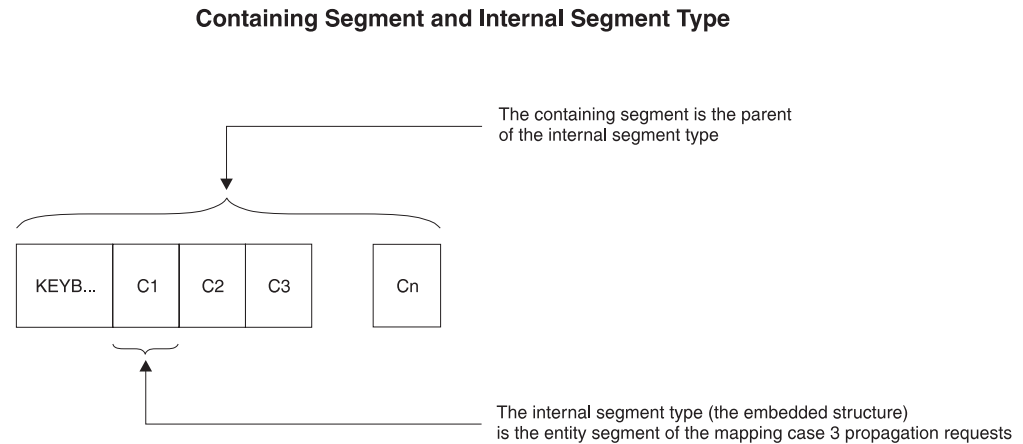 Containing Segment and Internal Segment Type
The containing segment is the parent
of the internal segment type
KEYB... C1 C2 C3 Cn
The internal segment type (the embedded structure)
is the entity segment of the mapping case 3 propagation requests